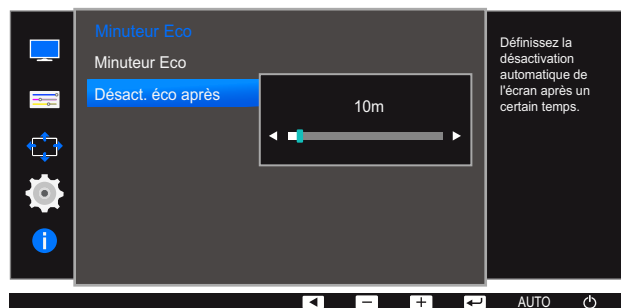 Minuteur Eco
Minuteur Eco
Désact. éco après
10m
Définissez la
désactivation
automatique de
l'écran après un
certain temps.
AUTO